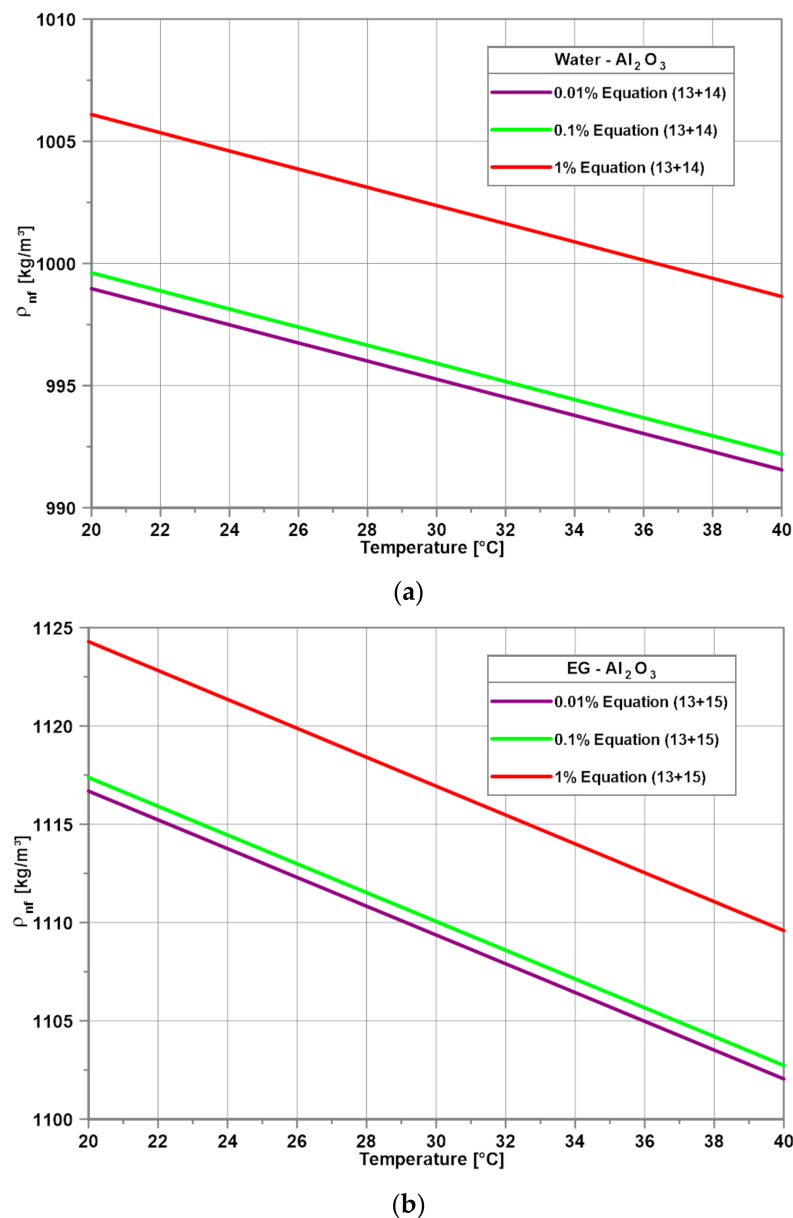 1010
1005
1000
995
990
ρnf [kg/m³]
Water - Al2O3
0.01% Equation (13+14)
0.1% Equation (13+14)
1% Equation (13+14)
20 22 24 26 28 30 32 34 36 38 40
Temperature [°C]
(a)
1125
1120
1115
1110
1105
1100
ρnf [kg/m³]
EG - Al2O3
0.01% Equation (13+15)
0.1% Equation (13+15)
1% Equation (13+15)
20 22 24 26 28 30 32 34 36 38 40
Temperature [°C]
(b)